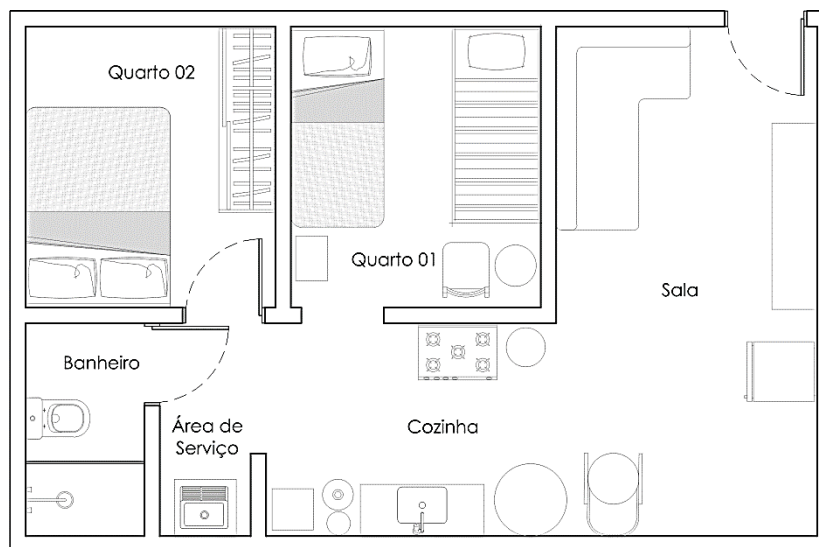 Quarto 02
Quarto 01
Sala
Banheiro
Área de
Serviço
Cozinha